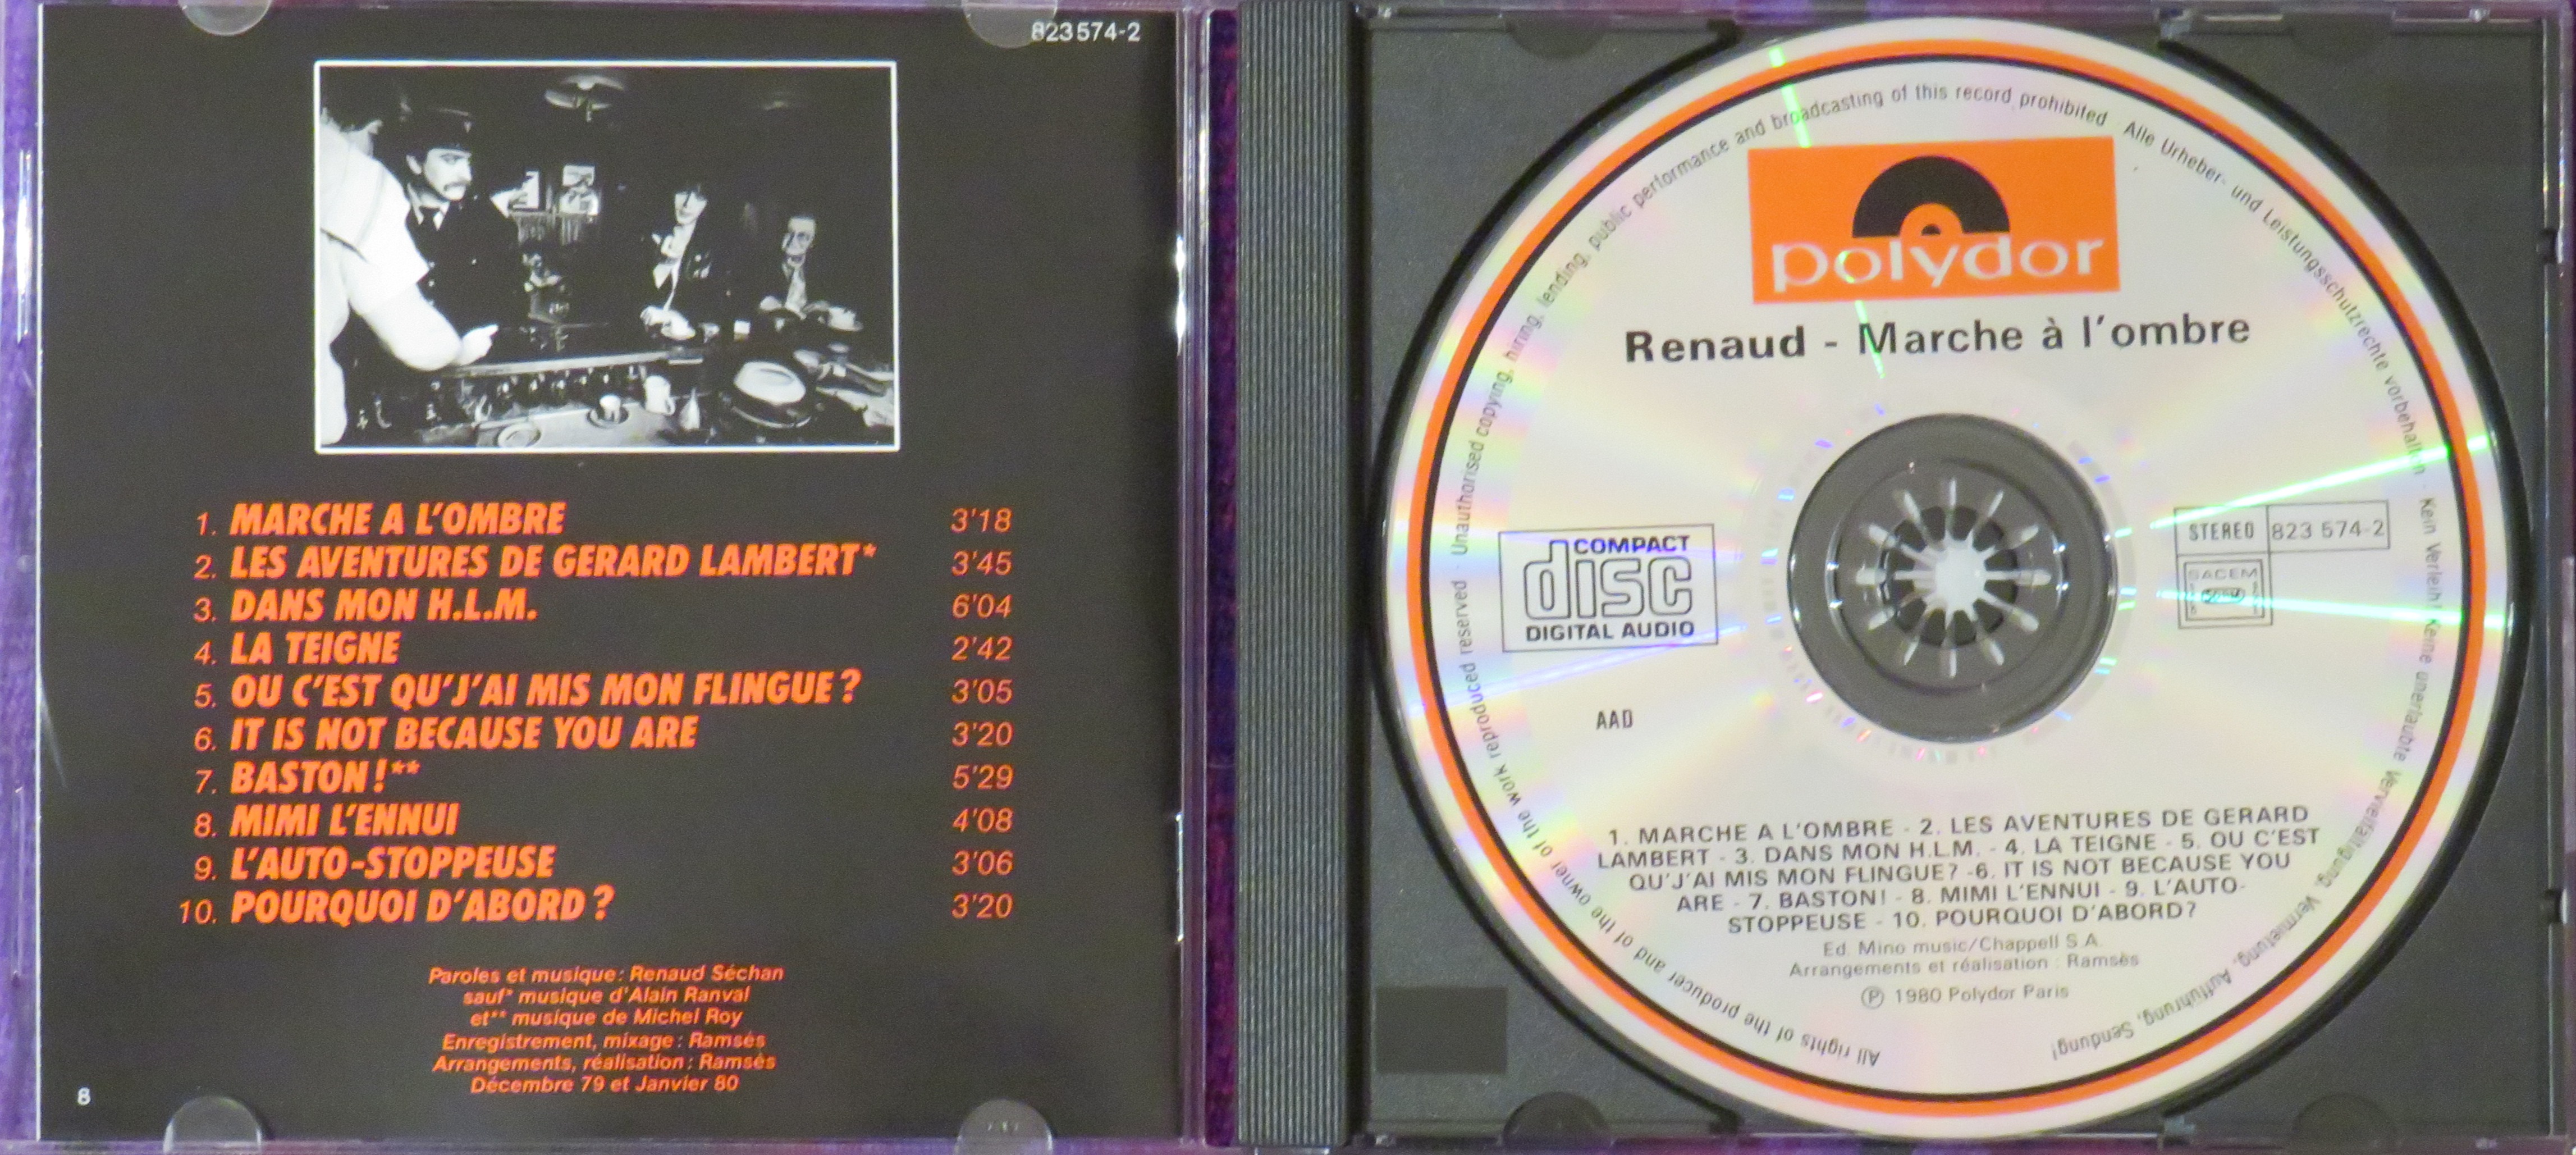 823 574-2
1. MARCHE A L'OMBRE 3'18
2. LES AVENTURES DE GERARD LAMBERT* 3'45
3. DANS MON H.L.M. 6'04
4. LA TEIGNE 2'42
5. OU C'EST QU'J'AI MIS MON FLINGUE ? 3'05
6. IT IS NOT BECAUSE YOU ARE 3'20
7. BASTON !** 5'29
8. MIMI L'ENNUI 4'08
9. L'AUTO-STOPPEUSE 3'06
10. POURQUOI D'ABORD ? 3'20
Paroles et musique : Renaud Séchan
sauf* musique d'Alain Ranval
et** musique de Michel Roy
Enregistrement, mixage : Ramsès
Arrangements, réalisation : Ramsès
Décembre 79 et Janvier 80
8
All rights of the producer and of the owner of the work reproduced reserved - Unauthorised copying, hiring, lending, public performance and broadcasting of this record prohibited - Alle Urheber- und Leistungsschutzrechte vorbehalten - Kein Verleih! Keine unerlaubte Vervielfältigung, Vermietung, Aufführung, Sendung!
polydor
Renaud - Marche à l'ombre
COMPACT
disc
DIGITAL AUDIO
STEREO 823 574-2
SACEM
AAD
1. MARCHE A L'OMBRE - 2. LES AVENTURES DE GERARD
LAMBERT - 3. DANS MON H.L.M. - 4. LA TEIGNE - 5. OU C'EST
QU'J'AI MIS MON FLINGUE? -6. IT IS NOT BECAUSE YOU
ARE - 7. BASTON! - 8. MIMI L'ENNUI - 9. L'AUTO-
STOPPEUSE - 10. POURQUOI D'ABORD?
Ed. Mino music/Chappell S.A.
Arrangements et réalisation : Ramsès
Ⓟ 1980 Polydor Paris